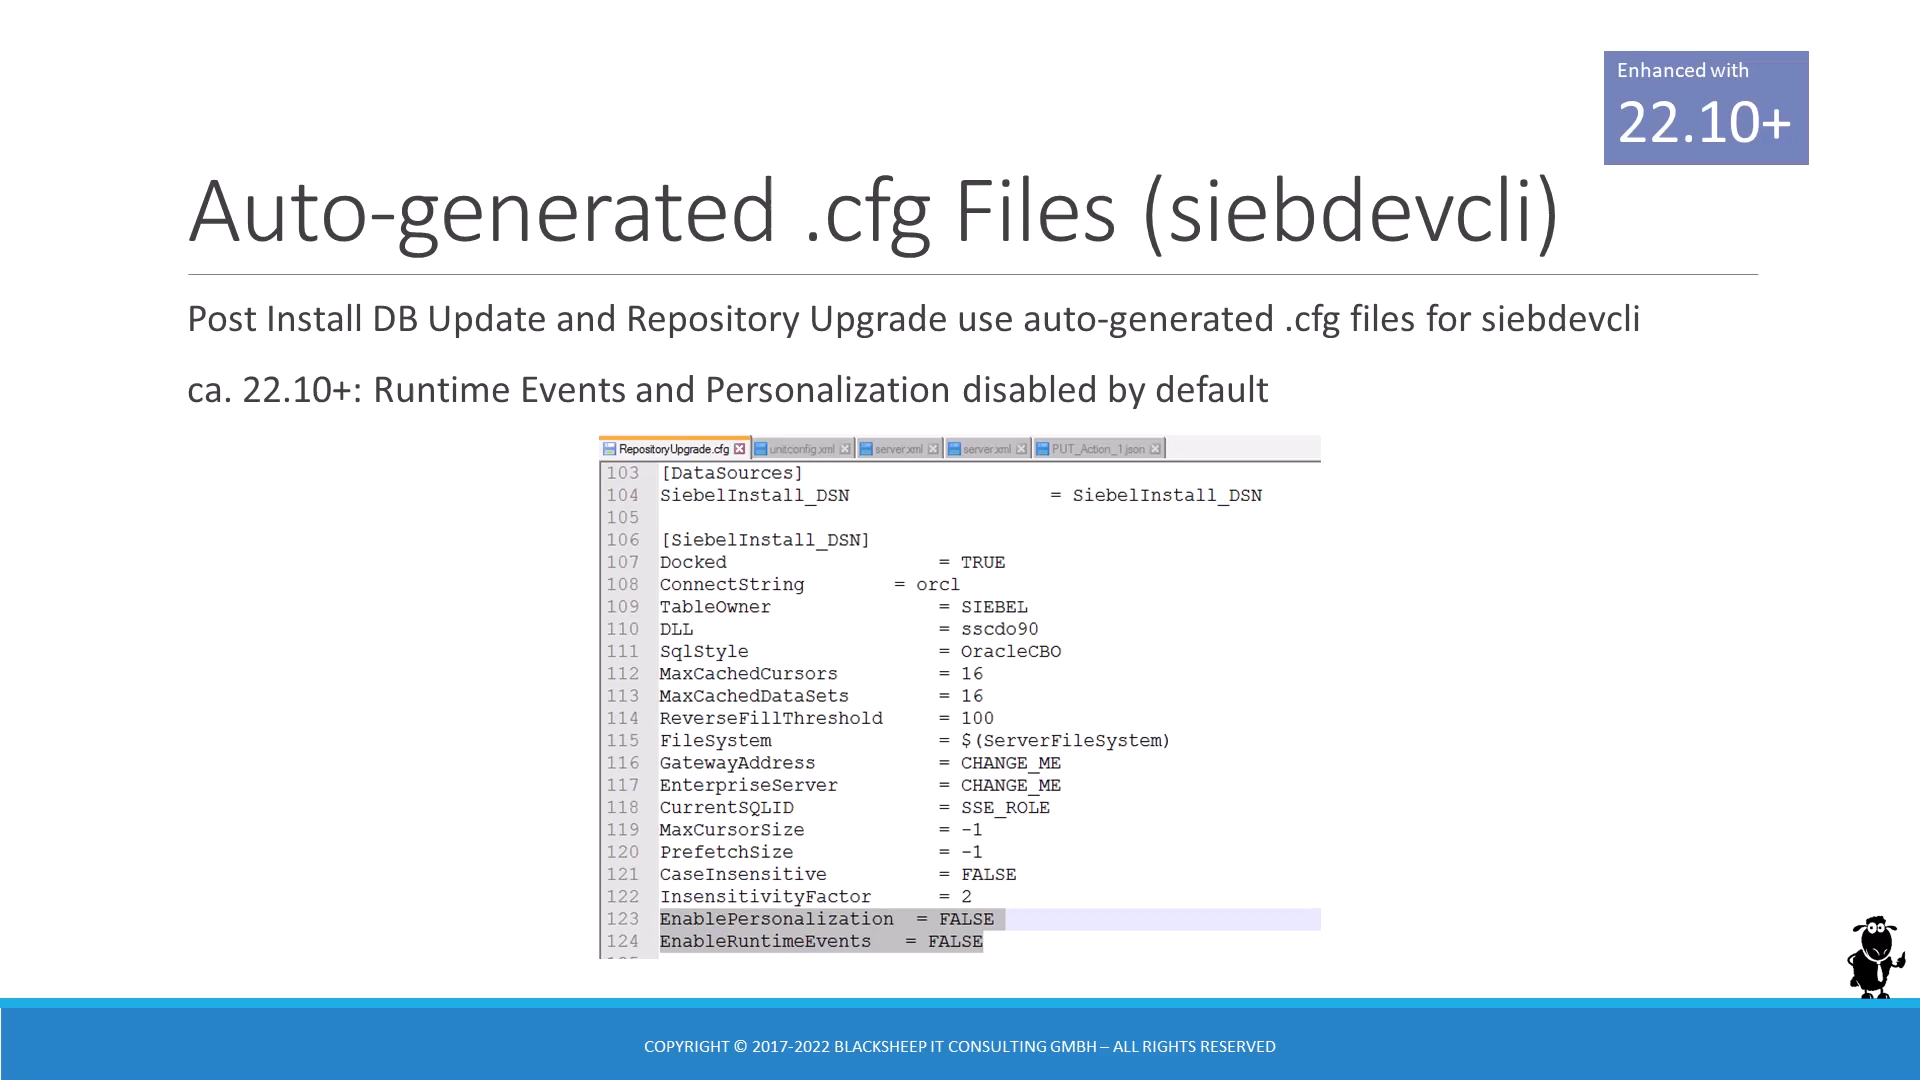 Enhanced with
22.10+
Auto-generated .cfg Files (siebdevcli)
Post Install DB Update and Repository Upgrade use auto-generated .cfg files for siebdevcli
ca. 22.10+: Runtime Events and Personalization disabled by default
RepositoryUpgrade.cfg unitconfig.xml server.xml server.xml PUT_Action_1.json
103 [DataSources]
104 SiebelInstall_DSN = SiebelInstall_DSN
105
106 [SiebelInstall_DSN]
107 Docked = TRUE
108 ConnectString = orcl
109 TableOwner = SIEBEL
110 DLL = sscdo90
111 SqlStyle = OracleCBO
112 MaxCachedCursors = 16
113 MaxCachedDataSets = 16
114 ReverseFillThreshold = 100
115 FileSystem = $(ServerFileSystem)
116 GatewayAddress = CHANGE_ME
117 EnterpriseServer = CHANGE_ME
118 CurrentSQLID = SSE_ROLE
119 MaxCursorSize = -1
120 PrefetchSize = -1
121 CaseInsensitive = FALSE
122 InsensitivityFactor = 2
123 EnablePersonalization = FALSE
124 EnableRuntimeEvents = FALSE
COPYRIGHT © 2017-2022 BLACKSHEEP IT CONSULTING GMBH – ALL RIGHTS RESERVED